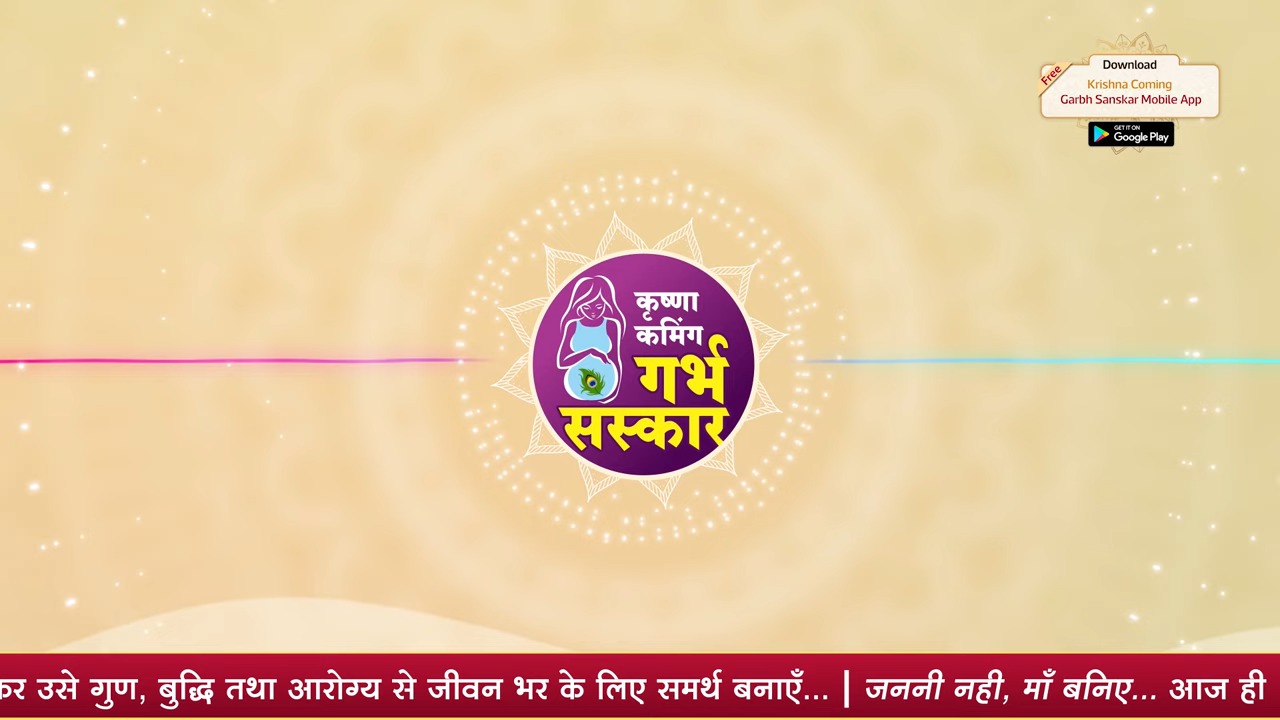 Free
Download
Krishna Coming
Garbh Sanskar Mobile App
GET IT ON
Google Play
कृष्णा
कमिंग
गर्भ
सस्कार
कर उसे गुण, बुद्धि तथा आरोग्य से जीवन भर के लिए समर्थ बनाएँ... | जननी नही, माँ बनिए... आज ही